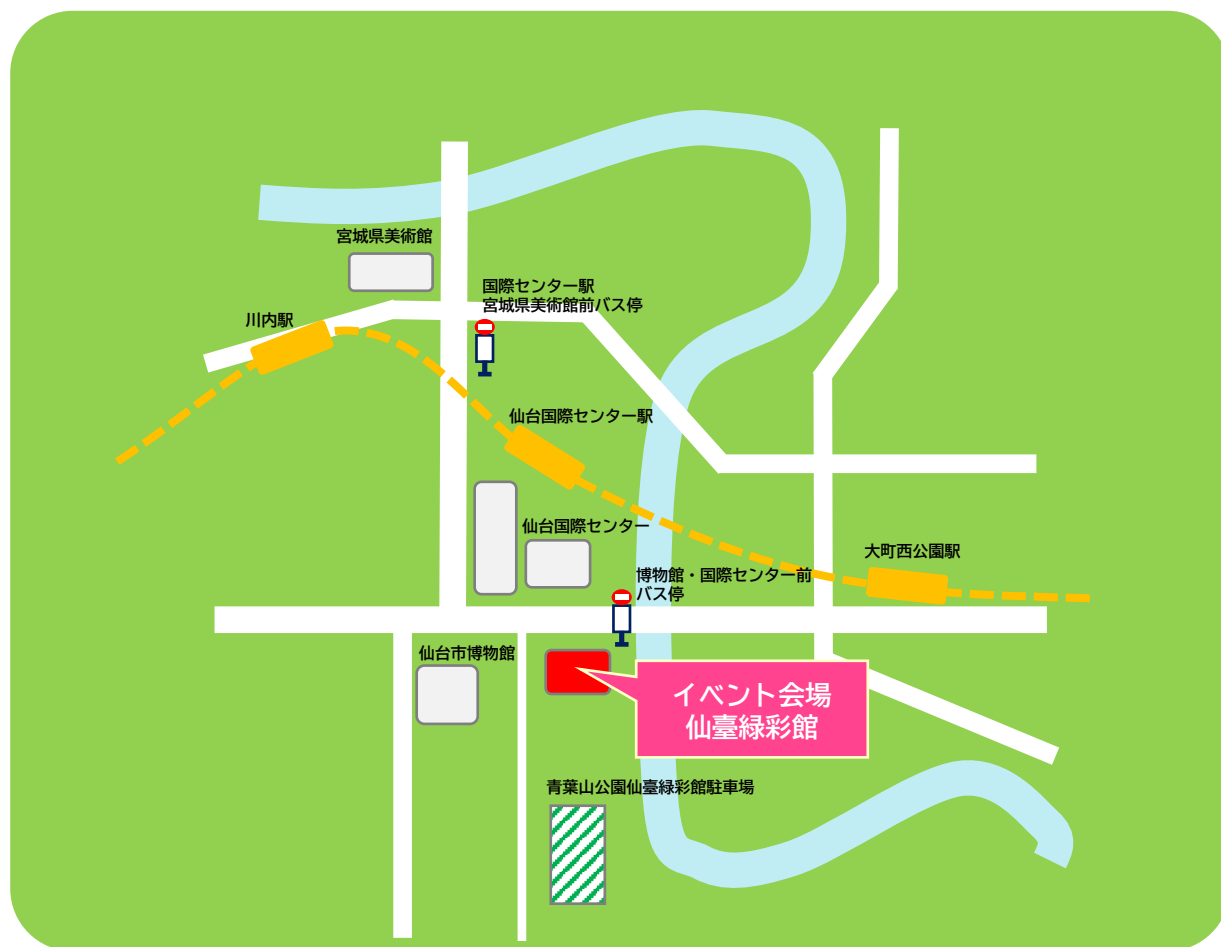 宮城県美術館
国際センター駅
宮城県美術館前バス停
川内駅
仙台国際センター駅
仙台国際センター
大町西公園駅
博物館・国際センター前
バス停
仙台市博物館
イベント会場
仙臺緑彩館
青葉山公園仙臺緑彩館駐車場